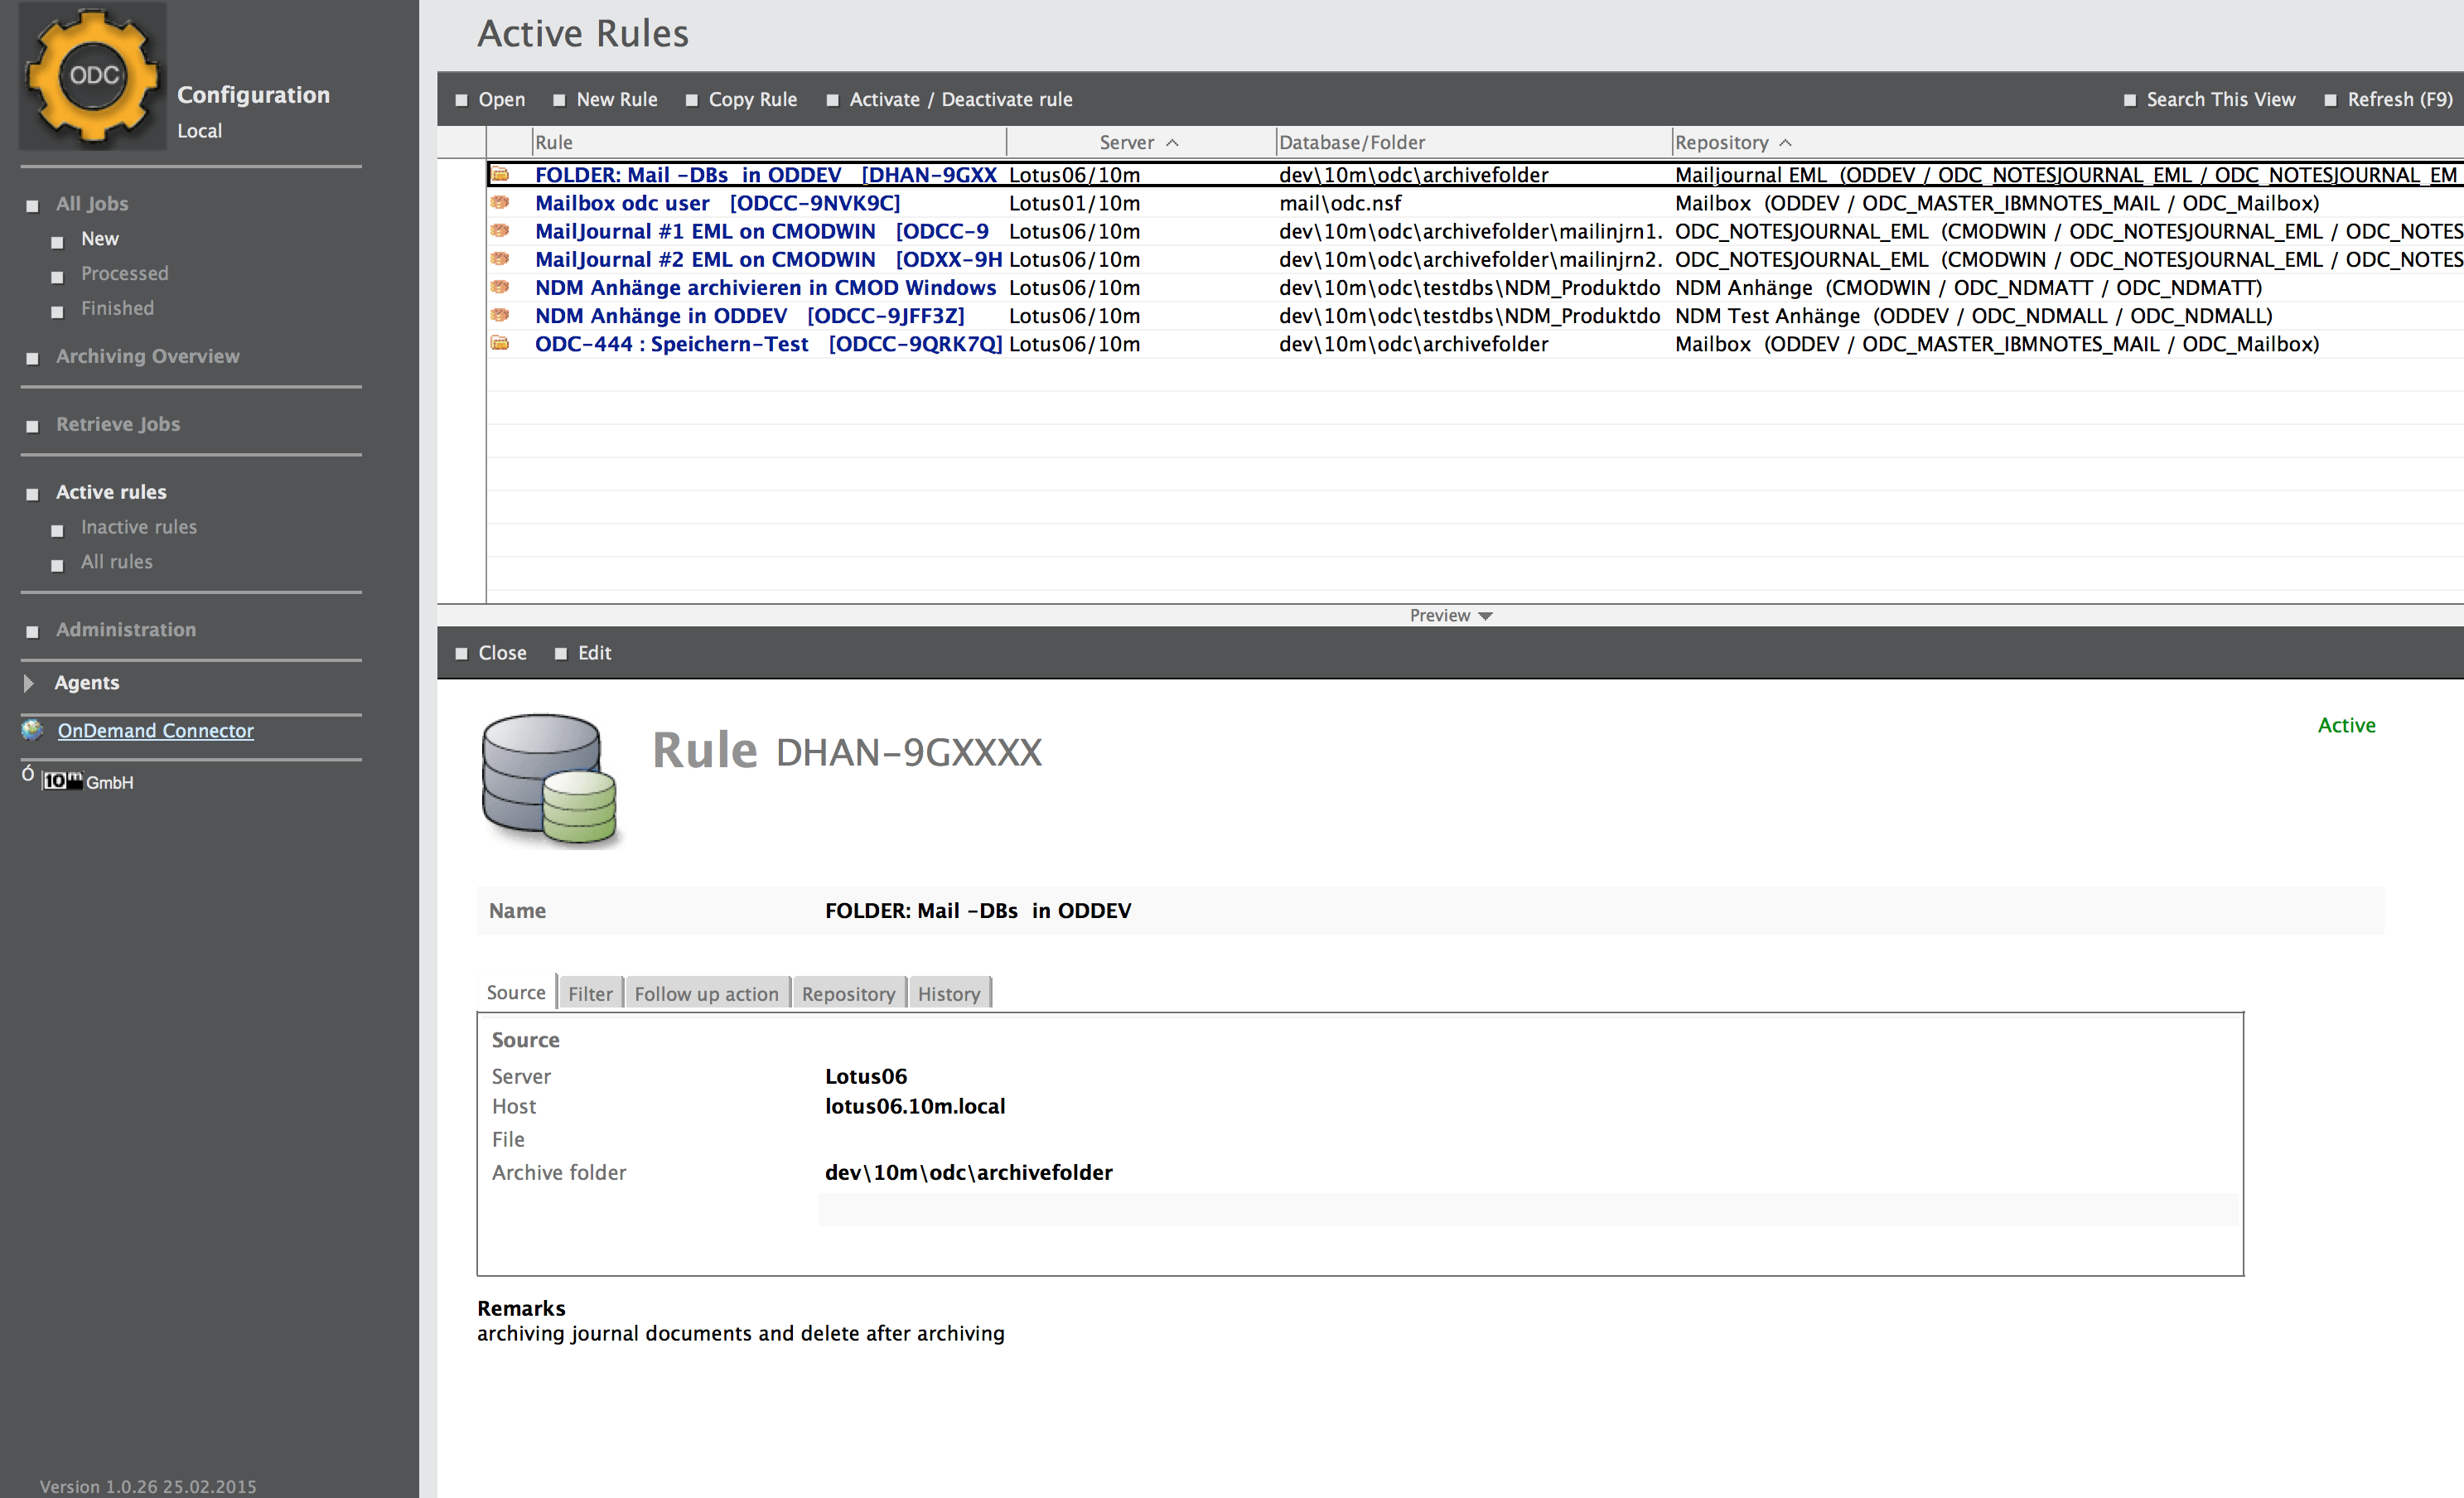 ODC
Configuration
Local
All Jobs
New
Processed
Finished
Archiving Overview
Retrieve Jobs
Active rules
Inactive rules
All rules
Administration
Agents
OnDemand Connector
Ó 10m GmbH
Version 1.0.26 25.02.2015
Active Rules
Open New Rule Copy Rule Activate / Deactivate rule Search This View Refresh (F9)
Rule Server Database/Folder Repository
FOLDER: Mail -DBs in ODDEV [DHAN-9GXX Lotus06/10m dev\10m\odc\archivefolder Mailjournal EML (ODDEV / ODC_NOTESJOURNAL_EML / ODC_NOTESJOURNAL_EM
Mailbox odc user [ODCC-9NVK9C] Lotus01/10m mail\odc.nsf Mailbox (ODDEV / ODC_MASTER_IBMNOTES_MAIL / ODC_Mailbox)
MailJournal #1 EML on CMODWIN [ODCC-9 Lotus06/10m dev\10m\odc\archivefolder\mailinjrn1. ODC_NOTESJOURNAL_EML (CMODWIN / ODC_NOTESJOURNAL_EML / ODC_NOTES
MailJournal #2 EML on CMODWIN [ODXX-9H Lotus06/10m dev\10m\odc\archivefolder\mailinjrn2. ODC_NOTESJOURNAL_EML (CMODWIN / ODC_NOTESJOURNAL_EML / ODC_NOTES
NDM Anhänge archivieren in CMOD Windows Lotus06/10m dev\10m\odc\testdbs\NDM_Produktdo NDM Anhänge (CMODWIN / ODC_NDMATT / ODC_NDMATT)
NDM Anhänge in ODDEV [ODCC-9JFF3Z] Lotus06/10m dev\10m\odc\testdbs\NDM_Produktdo NDM Test Anhänge (ODDEV / ODC_NDMALL / ODC_NDMALL)
ODC-444 : Speichern-Test [ODCC-9QRK7Q] Lotus06/10m dev\10m\odc\archivefolder Mailbox (ODDEV / ODC_MASTER_IBMNOTES_MAIL / ODC_Mailbox)
Preview
Close Edit
Rule DHAN-9GXXXX
Active
Name FOLDER: Mail -DBs in ODDEV
Source Filter Follow up action Repository History
Source
Server Lotus06
Host lotus06.10m.local
File
Archive folder dev\10m\odc\archivefolder
Remarks
archiving journal documents and delete after archiving